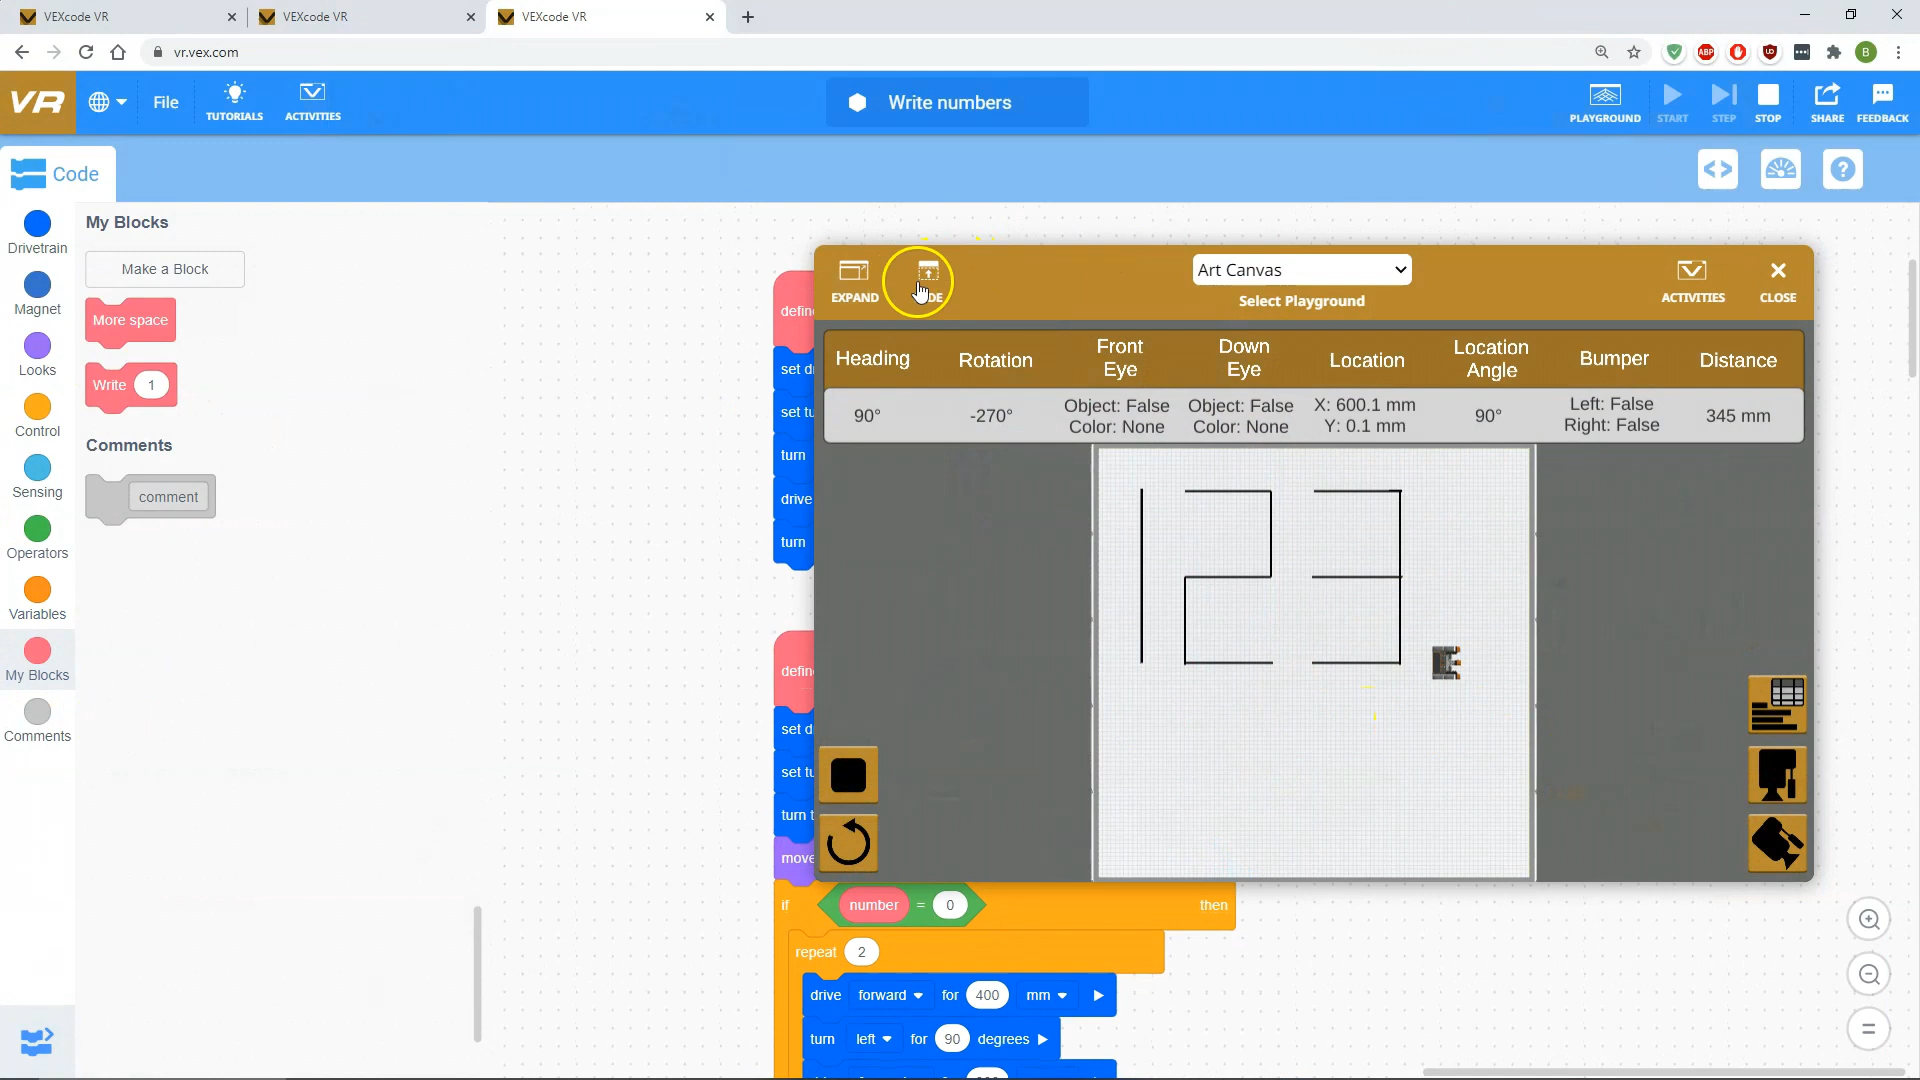 VEXcode VR
VEXcode VR
VEXcode VR
vr.vex.com
ABP
B
VR
File
TUTORIALS
ACTIVITIES
Write numbers
PLAYGROUND
START
STEP
STOP
SHARE
FEEDBACK
Code
Drivetrain
Magnet
Looks
Control
Sensing
Operators
Variables
My Blocks
Comments
My Blocks
Make a Block
More space
Write 1
Comments
comment
EXPAND
Art Canvas
Select Playground
ACTIVITIES
CLOSE
Heading Rotation Front Eye Down Eye Location Location Angle Bumper Distance
90° -270° Object: False Color: None Object: False Color: None X: 600.1 mm Y: 0.1 mm 90° Left: False Right: False 345 mm
turn
drive
turn
set
if number = 0 then
repeat 2
drive forward for 400 mm
turn left for 90 degrees